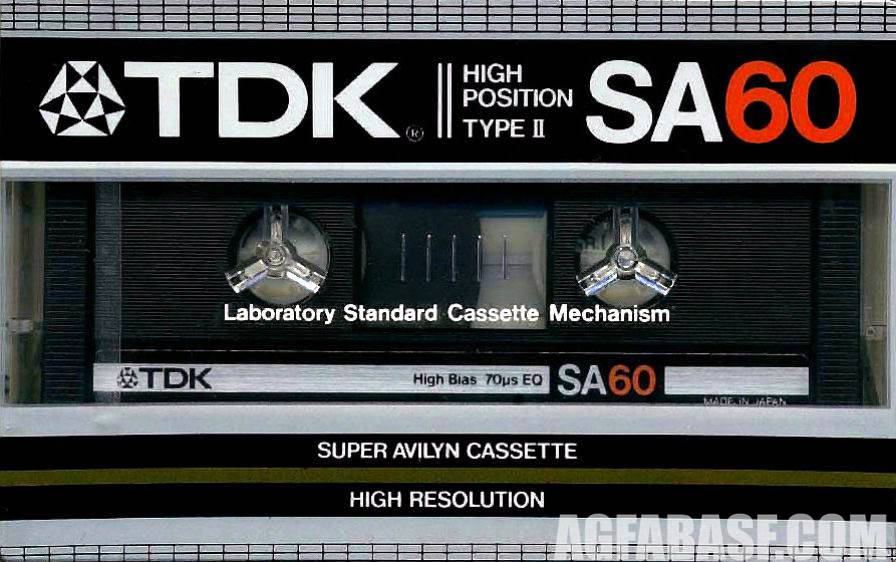 TDK® HIGH POSITION TYPE II SA60
Laboratory Standard Cassette Mechanism
TDK High Bias 70µs EQ SA60
MADE IN JAPAN
SUPER AVILYN CASSETTE
HIGH RESOLUTION
AGFABASF.COM